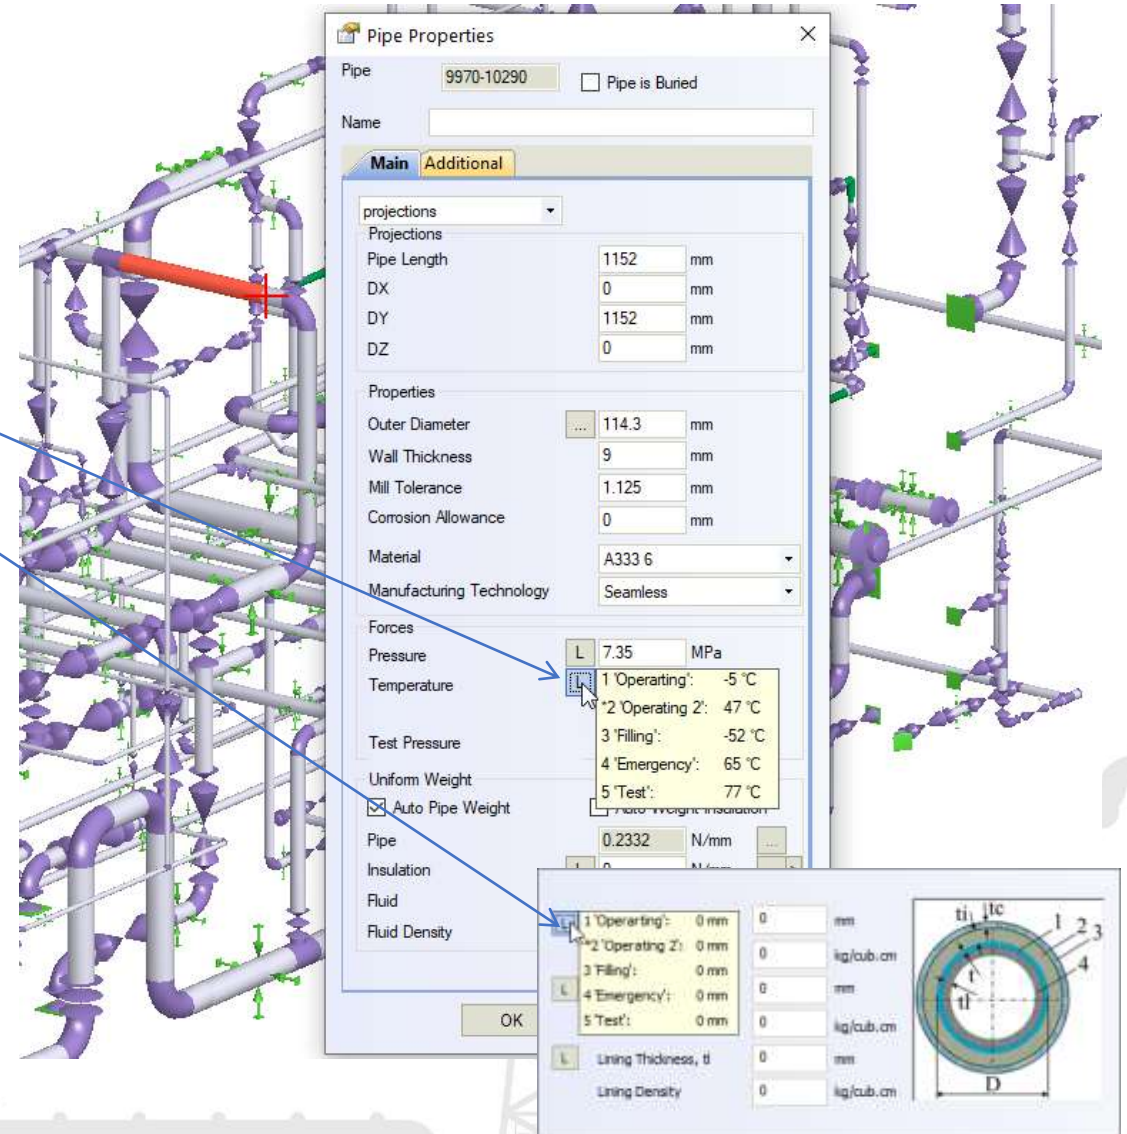 Pipe Properties
Pipe 9970-10290 Pipe is Buried
Name
Main Additional
projections
Projections
Pipe Length 1152 mm
DX 0 mm
DY 1152 mm
DZ 0 mm
Properties
Outer Diameter ... 114.3 mm
Wall Thickness 9 mm
Mill Tolerance 1.125 mm
Corrosion Allowance 0 mm
Material A333 6
Manufacturing Technology Seamless
Forces
Pressure L 7.35 MPa
Temperature L 1 'Operarting': -5 °C
*2 'Operating 2': 47 °C
3 'Filling': -52 °C
Test Pressure
4 'Emergency': 65 °C
5 'Test': 77 °C
Uniform Weight
Auto Pipe Weight Auto Weight Insulation
Pipe 0.2332 N/mm ...
Insulation L 0 N/mm
Fluid
Fluid Density
OK
L 1 'Operarting': 0 mm 0 mm
*2 'Operating 2': 0 mm 0 kg/cub.cm
3 'Filling': 0 mm
L 4 'Emergency': 0 mm 0 mm
5 'Test': 0 mm 0 kg/cub.cm
L Lining Thickness, tl 0 mm
Lining Density 0 kg/cub.cm
ti tc
1 2 3
t 4
tl
D